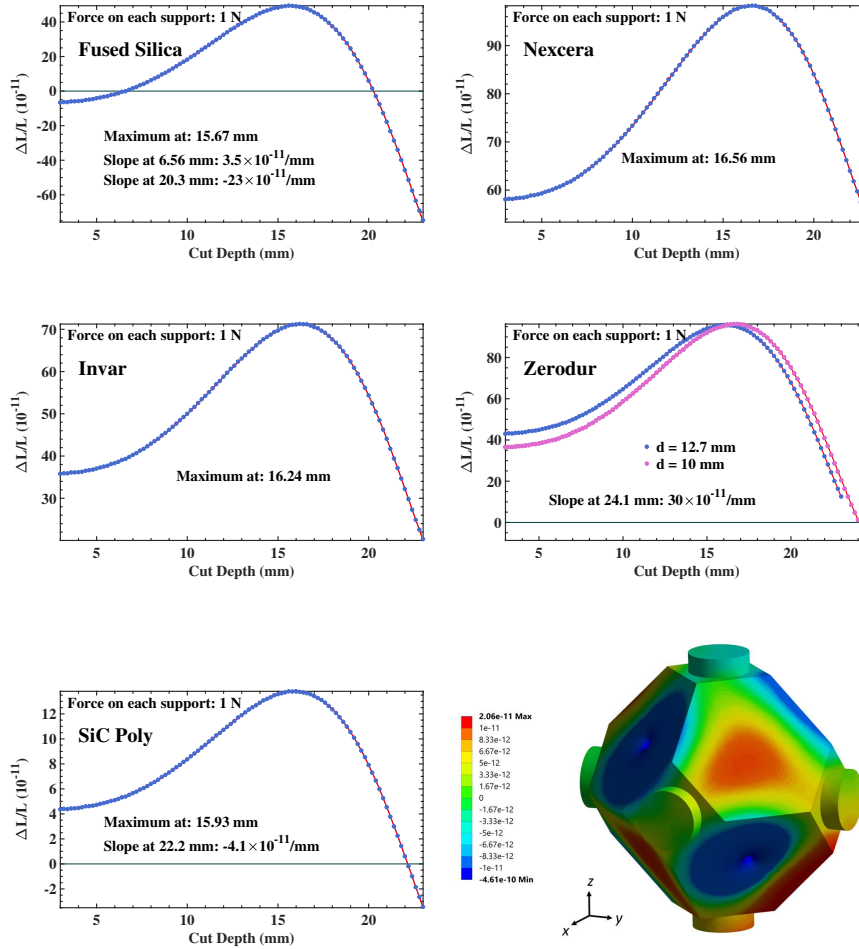 Force on each support: 1 N
Fused Silica
Maximum at: 15.67 mm
Slope at 6.56 mm: 3.5×10^-11/mm
Slope at 20.3 mm: -23×10^-11/mm
ΔL/L (10^-11)
40
20
0
-20
-40
-60
5 10 15 20
Cut Depth (mm)
Force on each support: 1 N
Nexcera
Maximum at: 16.56 mm
ΔL/L (10^-11)
90
80
70
60
5 10 15 20
Cut Depth (mm)
Force on each support: 1 N
Invar
Maximum at: 16.24 mm
ΔL/L (10^-11)
70
60
50
40
30
5 10 15 20
Cut Depth (mm)
Force on each support: 1 N
Zerodur
d = 12.7 mm
d = 10 mm
Slope at 24.1 mm: 30×10^-11/mm
ΔL/L (10^-11)
80
60
40
20
0
5 10 15 20
Cut Depth (mm)
Force on each support: 1 N
SiC Poly
Maximum at: 15.93 mm
Slope at 22.2 mm: -4.1×10^-11/mm
ΔL/L (10^-11)
12
10
8
6
4
2
0
-2
5 10 15 20
Cut Depth (mm)
2.06e-11 Max
1e-11
8.33e-12
6.67e-12
5e-12
3.33e-12
1.67e-12
0
-1.67e-12
-3.33e-12
-5e-12
-6.67e-12
-8.33e-12
-1e-11
-4.61e-10 Min
z
x
y